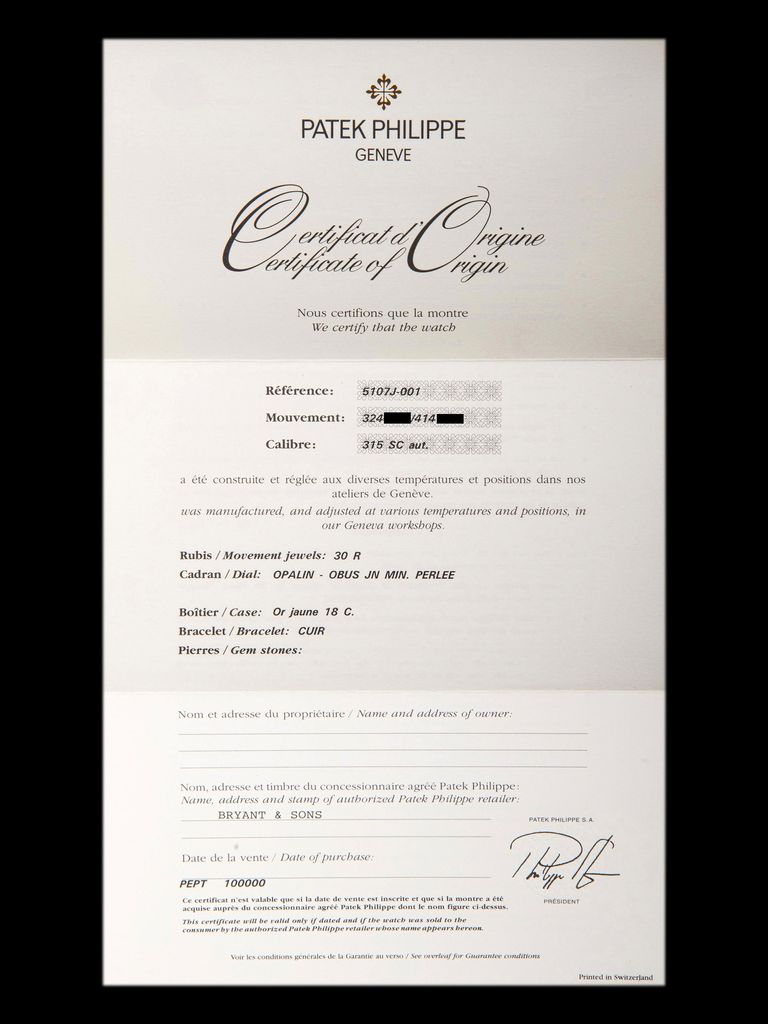 PATEK PHILIPPE
GENEVE
Certificat d'Origine
Certificate of Origin
Nous certifions que la montre
We certify that the watch
Référence: 5107J-001
Mouvement: 324 /414
Calibre: 315 SC aut.
a été construite et réglée aux diverses températures et positions dans nos
ateliers de Genève.
was manufactured, and adjusted at various temperatures and positions, in
our Geneva workshops.
Rubis / Movement jewels: 30 R
Cadran / Dial: OPALIN - OBUS JN MIN. PERLEE
Boîtier / Case: Or jaune 18 C.
Bracelet / Bracelet: CUIR
Pierres / Gem stones:
Nom et adresse du propriétaire / Name and address of owner:
Nom, adresse et timbre du concessionnaire agréé Patek Philippe:
Name, address and stamp of authorized Patek Philippe retailer:
BRYANT & SONS
PATEK PHILIPPE S.A.
Date de la vente / Date of purchase:
PEPT 100000
PRÉSIDENT
Ce certificat n'est valable que si la date de vente est inscrite et que si la montre a été
acquise auprès du concessionnaire agréé Patek Philippe dont le nom figure ci-dessus.
This certificate will be valid only if dated and if the watch was sold to the
consumer by the authorized Patek Philippe retailer whose name appears hereon.
Voir les conditions générales de la Garantie au verso / See overleaf for Guarantee conditions
Printed in Switzerland